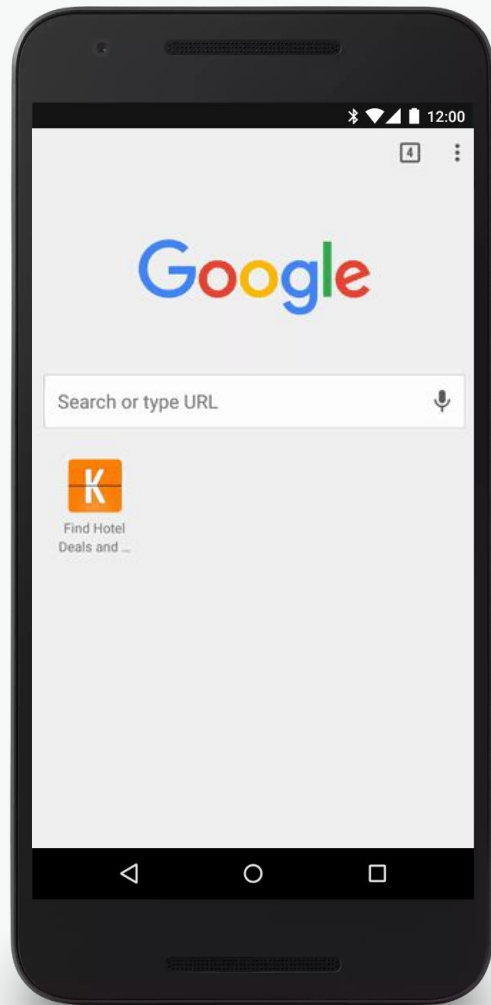 12:00
4
Google
Search or type URL
K
Find Hotel
Deals and ...